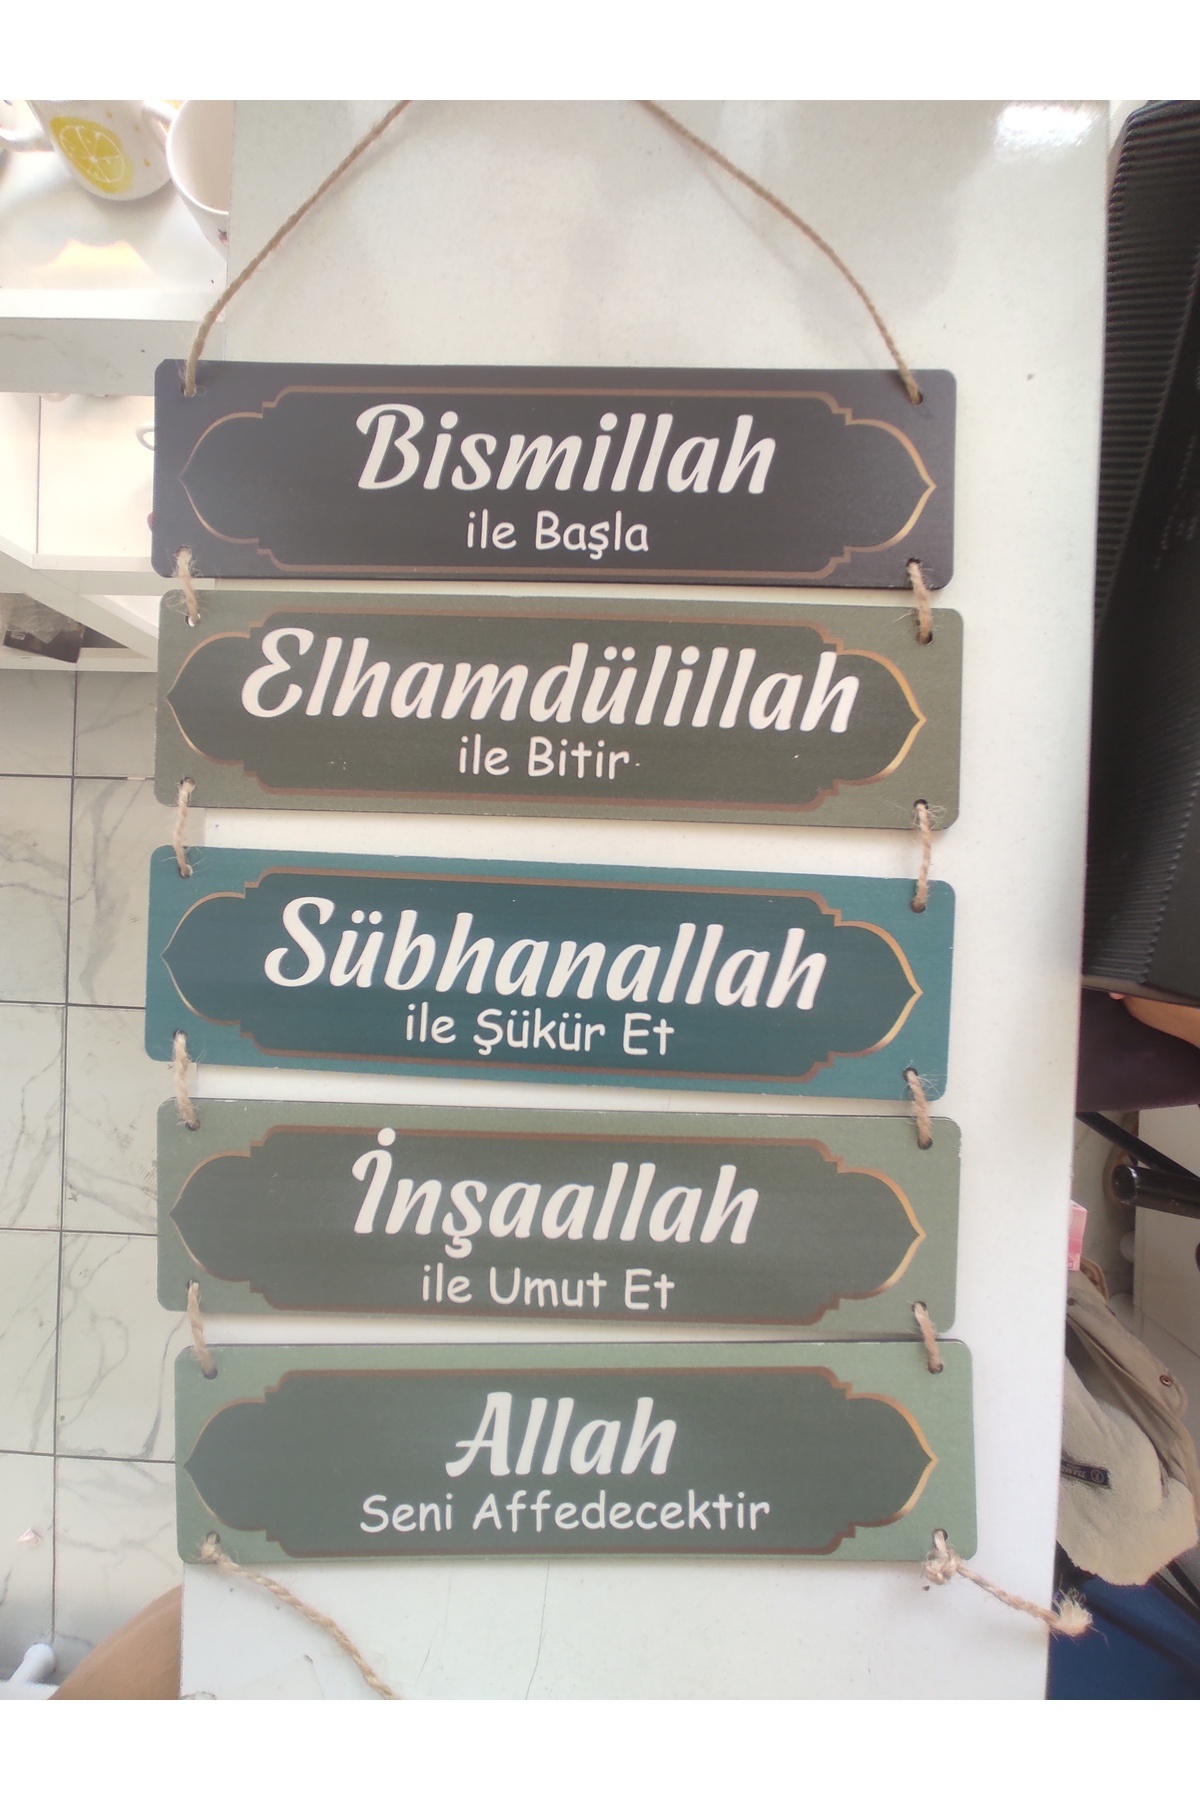 Bismillah
ile Başla
Elhamdülillah
ile Bitir
Sübhanallah
ile Şükür Et
İnşaallah
ile Umut Et
Allah
Seni Affedecektir